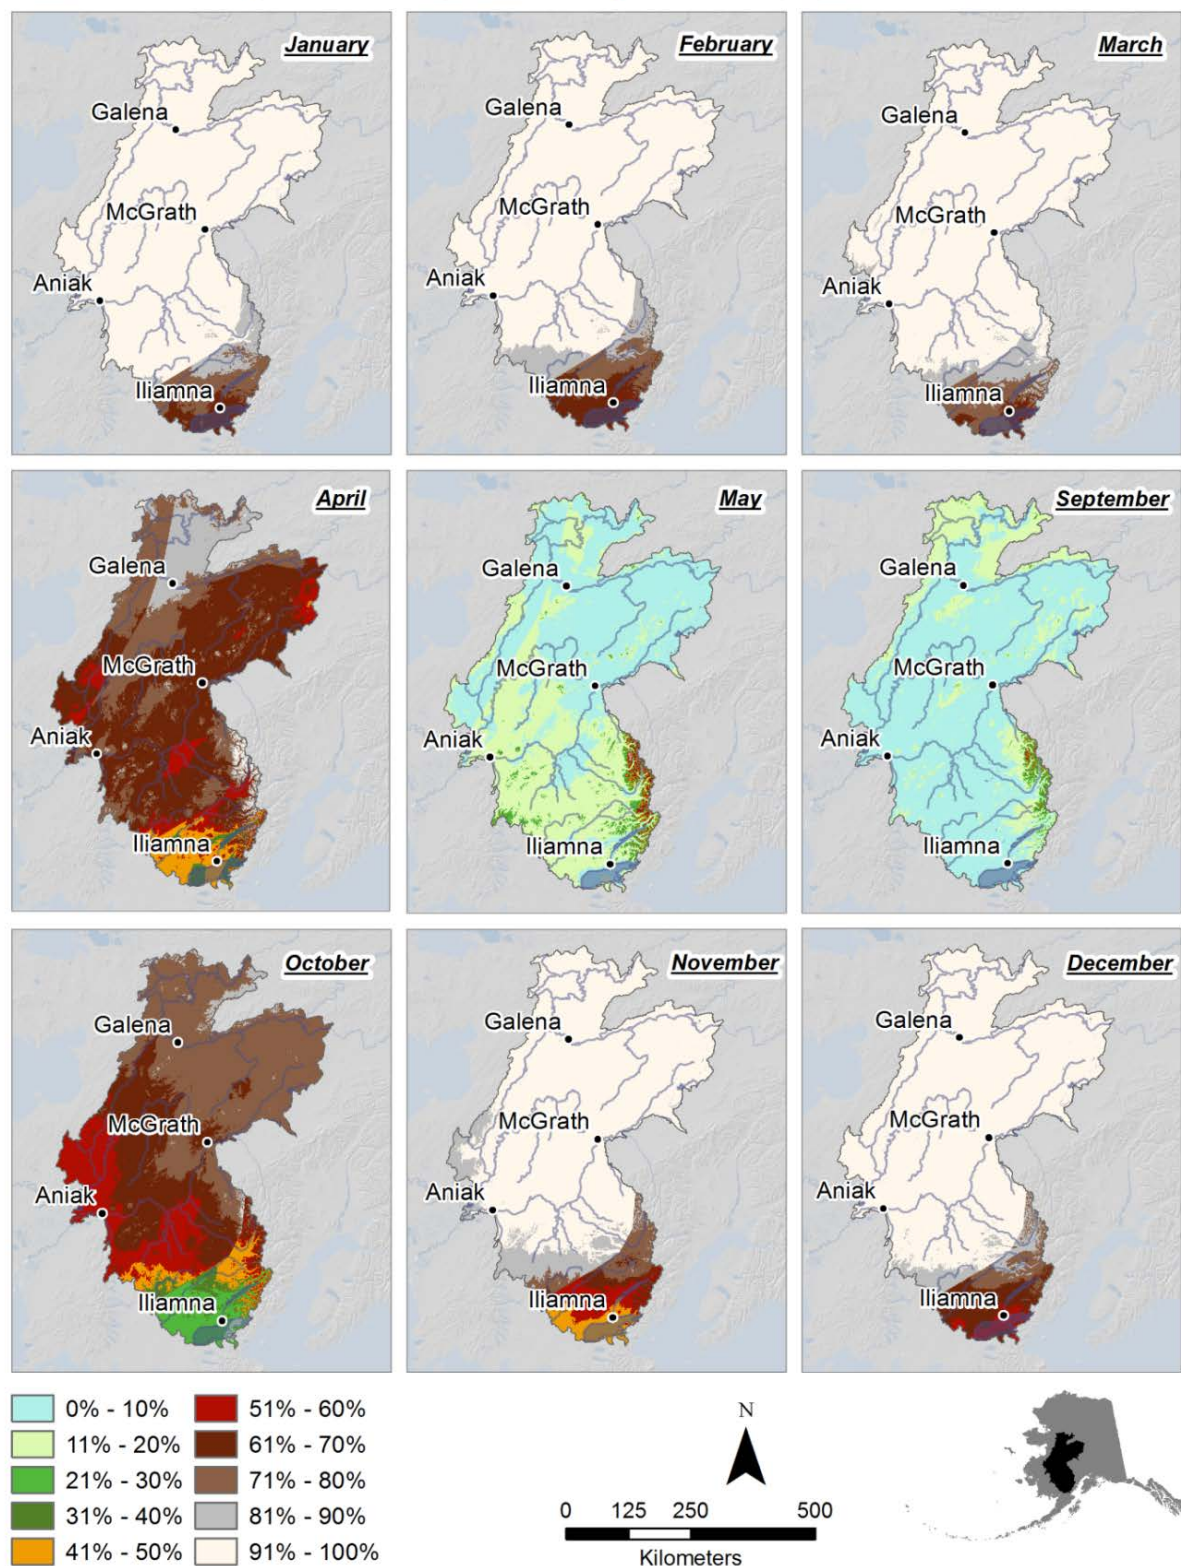 January
Galena
McGrath
Aniak
Iliamna
February
Galena
McGrath
Aniak
Iliamna
March
Galena
McGrath
Aniak
Iliamna
April
Galena
McGrath
Aniak
Iliamna
May
Galena
McGrath
Aniak
Iliamna
September
Galena
McGrath
Aniak
Iliamna
October
Galena
McGrath
Aniak
Iliamna
November
Galena
McGrath
Aniak
Iliamna
December
Galena
McGrath
Aniak
Iliamna
0% - 10%
11% - 20%
21% - 30%
31% - 40%
41% - 50%
51% - 60%
61% - 70%
71% - 80%
81% - 90%
91% - 100%
N
0 125 250 500
Kilometers